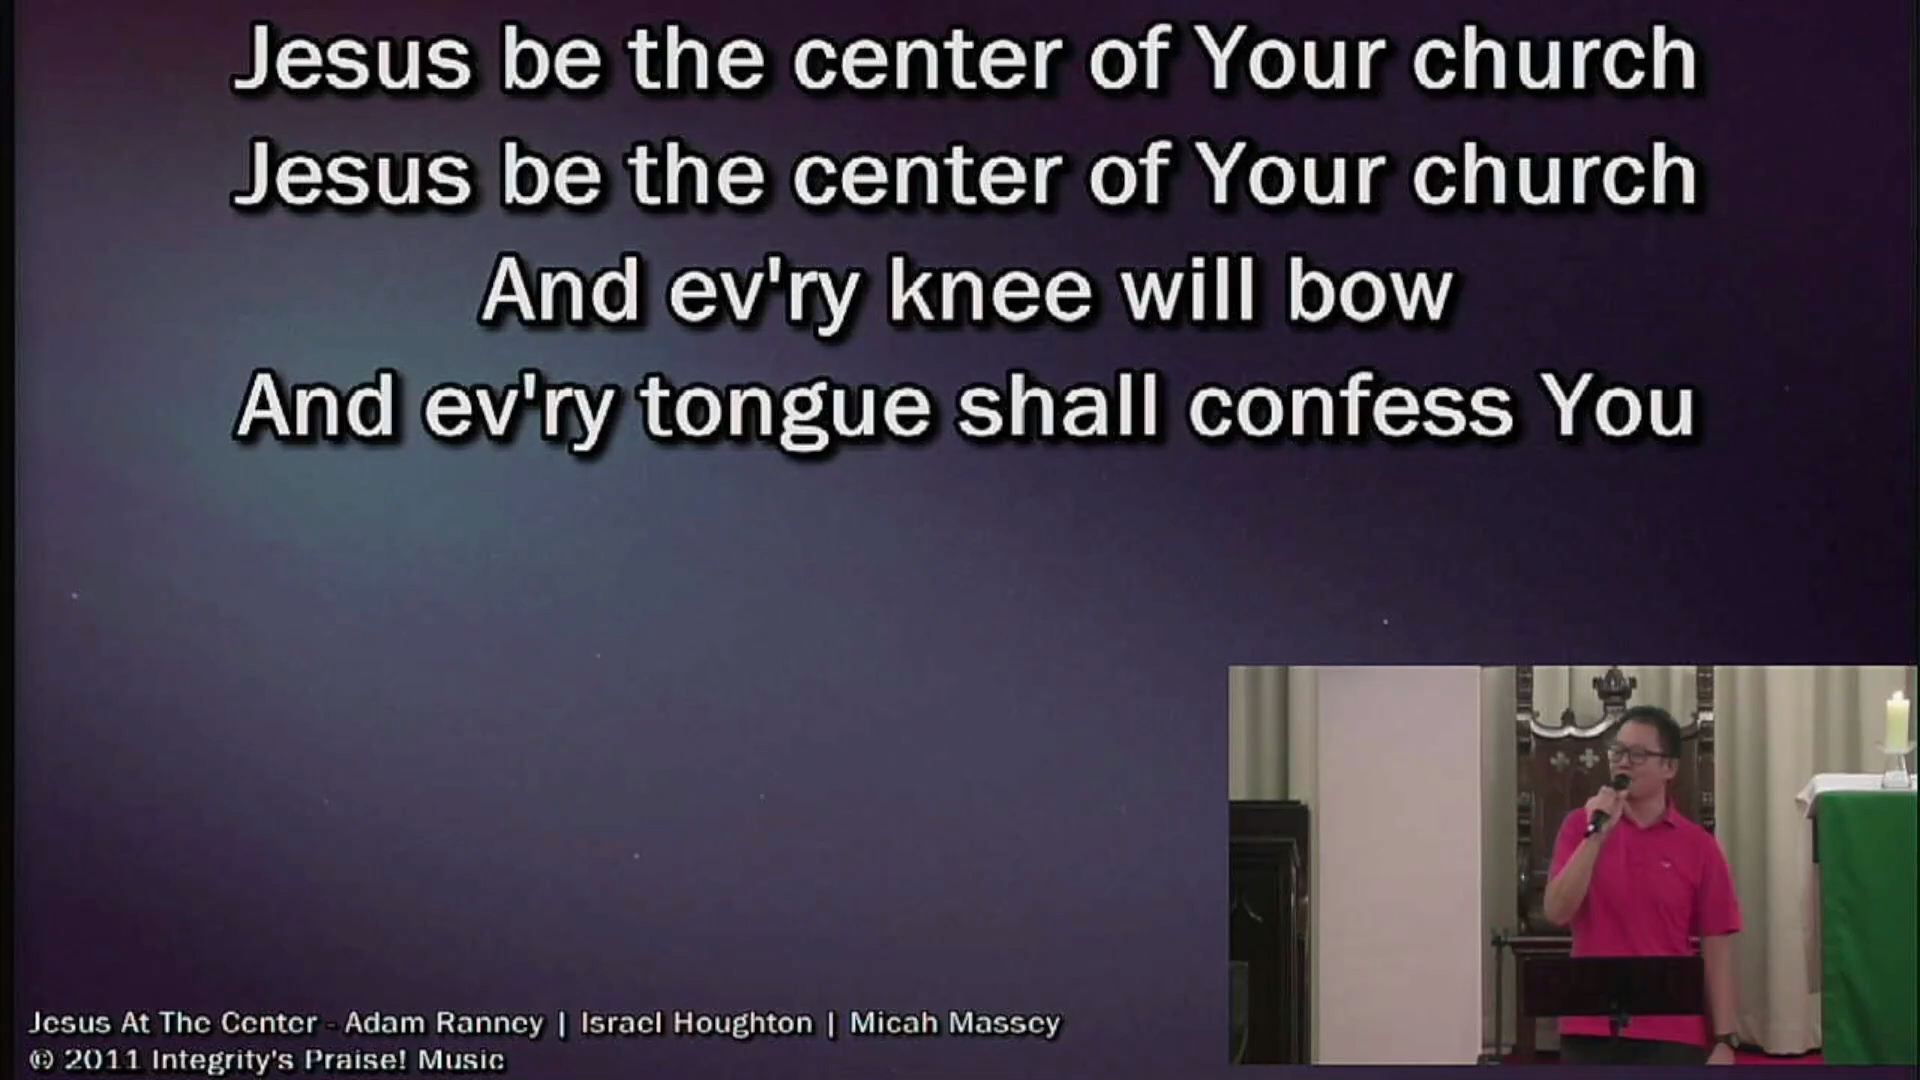 Jesus be the center of Your church
Jesus be the center of Your church
And ev'ry knee will bow
And ev'ry tongue shall confess You
Jesus At The Center - Adam Ranney | Israel Houghton | Micah Massey
© 2011 Integrity's Praise! Music